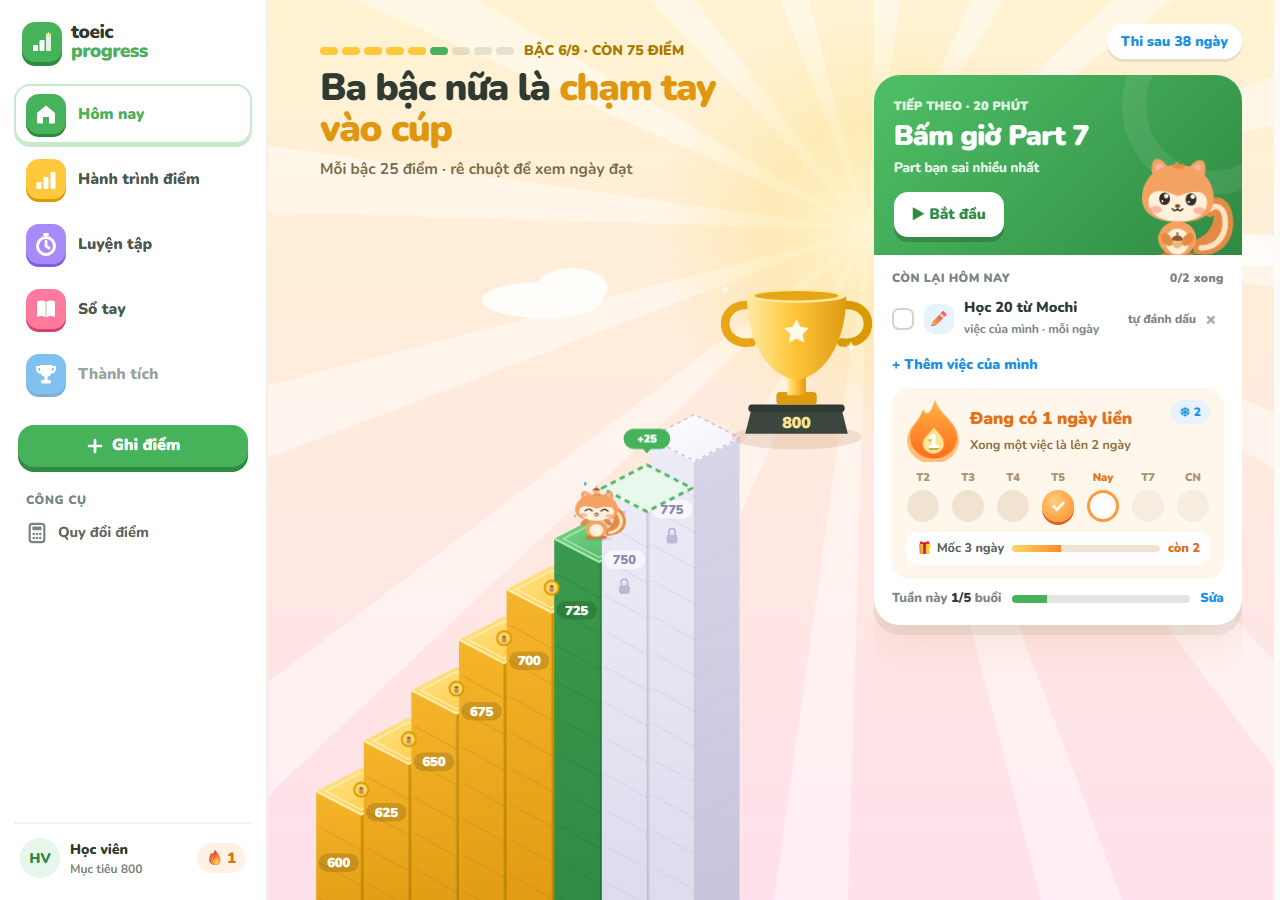 toeic
progress
Hôm nay
Hành trình điểm
Luyện tập
Sổ tay
Thành tích
+ Ghi điểm
CÔNG CỤ
Quy đổi điểm
HV
Học viên
Mục tiêu 800
1
BẬC 6/9 · CÒN 75 ĐIỂM
Ba bậc nữa là chạm tay
vào cúp
Mỗi bậc 25 điểm · rê chuột để xem ngày đạt
800
+25
775
750
725
700
675
650
625
600
Thi sau 38 ngày
TIẾP THEO · 20 PHÚT
Bấm giờ Part 7
Part bạn sai nhiều nhất
Bắt đầu
CÒN LẠI HÔM NAY 0/2 xong
Học 20 từ Mochi
việc của mình · mỗi ngày
tự đánh dấu ×
+ Thêm việc của mình
1
Đang có 1 ngày liền
2
Xong một việc là lên 2 ngày
T2 T3 T4 T5 Nay T7 CN
Mốc 3 ngày còn 2
Tuần này 1/5 buổi Sửa